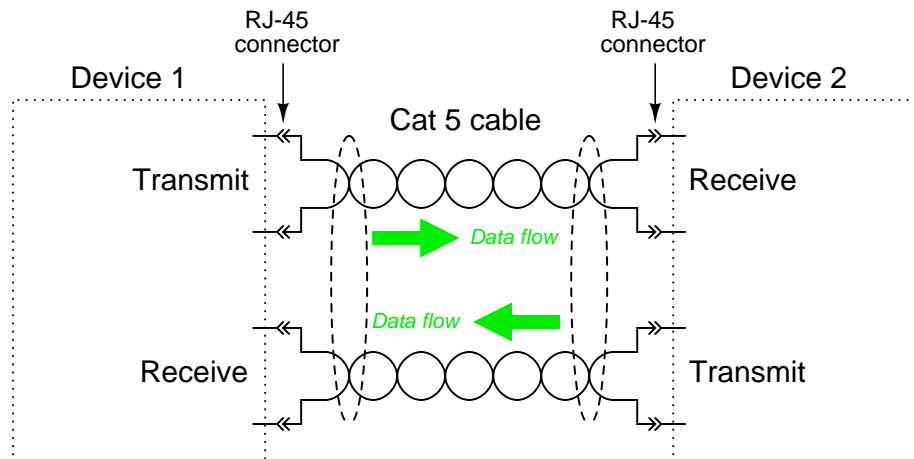 RJ-45
connector
RJ-45
connector
Device 1
Device 2
Cat 5 cable
Transmit
Receive
Data flow
Data flow
Receive
Transmit